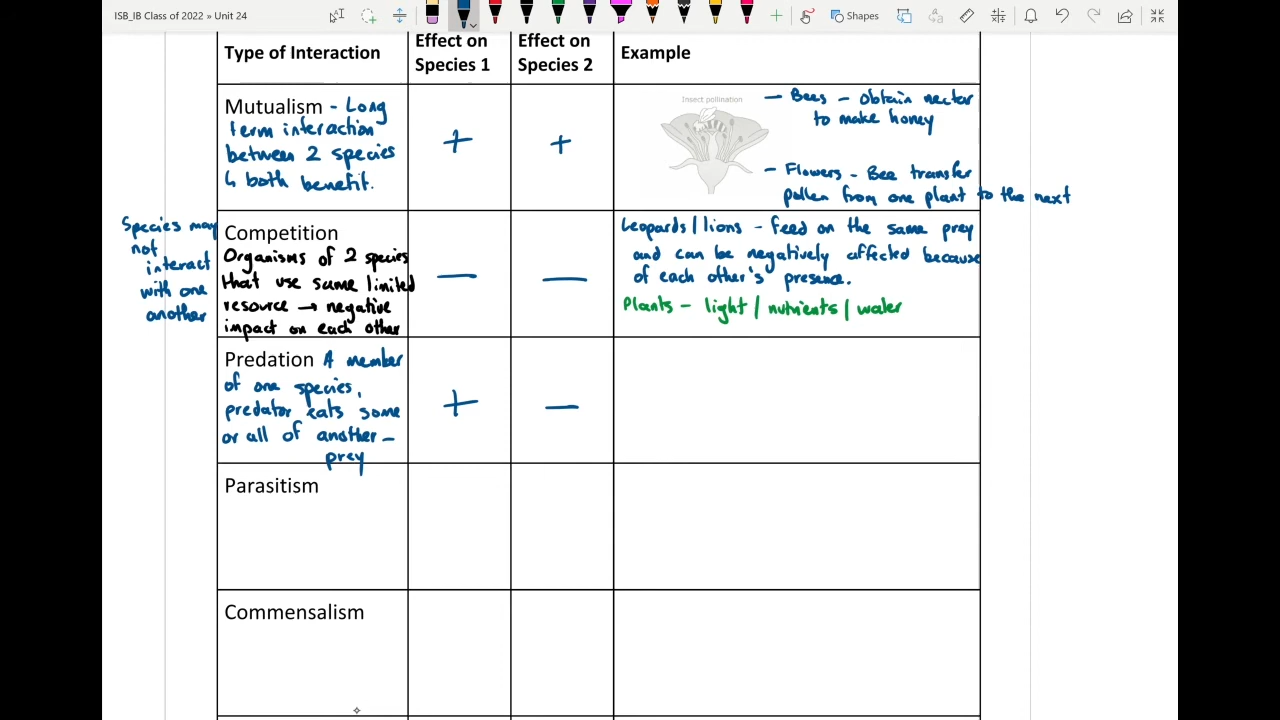 ISB_IB Class of 2022 » Unit 24
Shapes
Type of Interaction
Effect on
Species 1
Effect on
Species 2
Example
Mutualism - Long
Term interaction
between 2 species
↳ both benefit.
+
+
Insect pollination
- Bees - obtain nectar
to make honey
- Flowers - Bee transfer
pollen from one plant to the next
Species may
not
interact
with one
another
Competition
Organisms of 2 species
that use same limited
resource → negative
impact on each other
—
—
Leopards / lions - feed on the same prey
and can be negatively affected because
of each other's presence.
Plants - light / nutrients / water
Predation A member
of one species,
predator eats some
or all of another -
prey
+
—
Parasitism
Commensalism